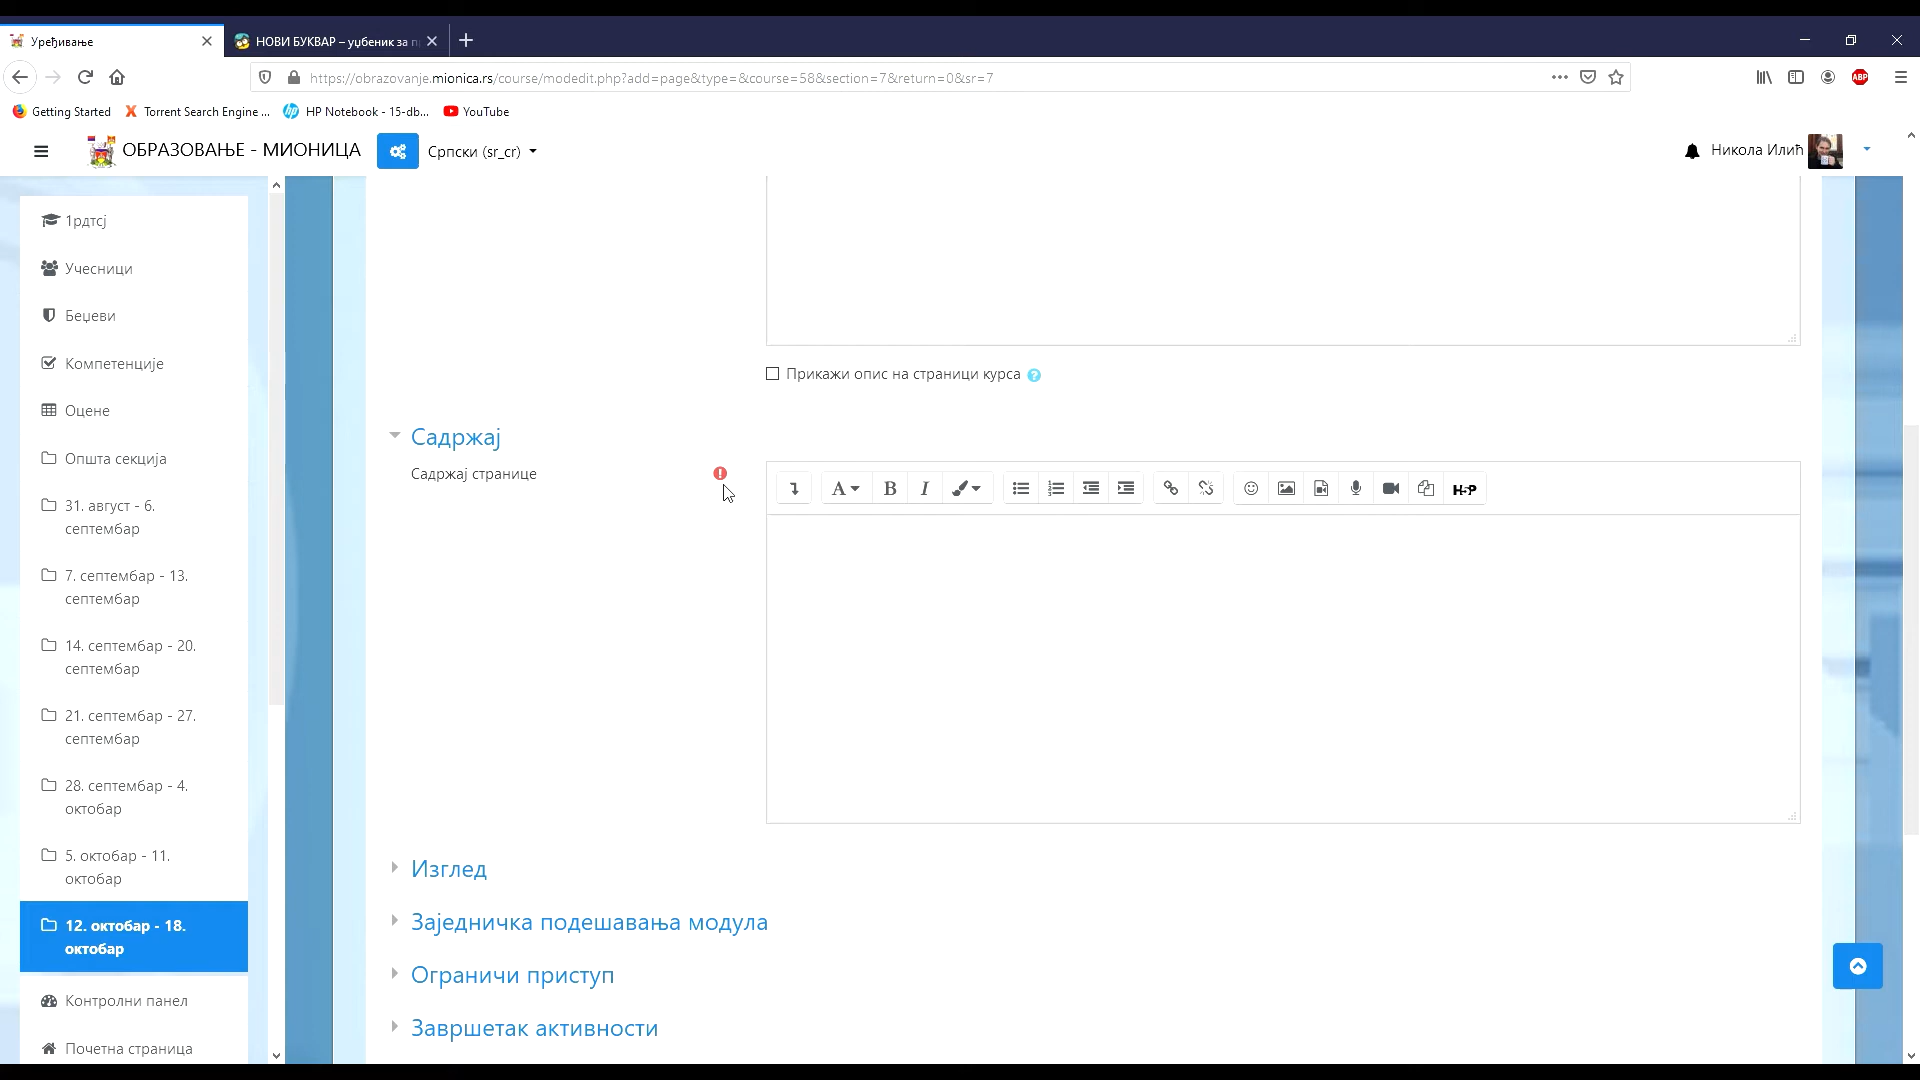 Уређивање
НОВИ БУКВАР – уџбеник за п
https://obrazovanje.mionica.rs/course/modedit.php?add=page&type=&course=58&section=7&return=0&sr=7
ABP
Getting Started
Torrent Search Engine ...
HP Notebook - 15-db...
YouTube
ОБРАЗОВАЊЕ - МИОНИЦА
Српски (sr_cr)
Никола Илић
1рдтсј
Учесници
Беџеви
Компетенције
Оцене
Општа секција
31. август - 6.
септембар
7. септембар - 13.
септембар
14. септембар - 20.
септембар
21. септембар - 27.
септембар
28. септембар - 4.
октобар
5. октобар - 11.
октобар
12. октобар - 18.
октобар
Контролни панел
Почетна страница
Прикажи опис на страници курса
Садржај
Садржај странице
A B I H-P
Изглед
Заједничка подешавања модула
Ограничи приступ
Завршетак активности